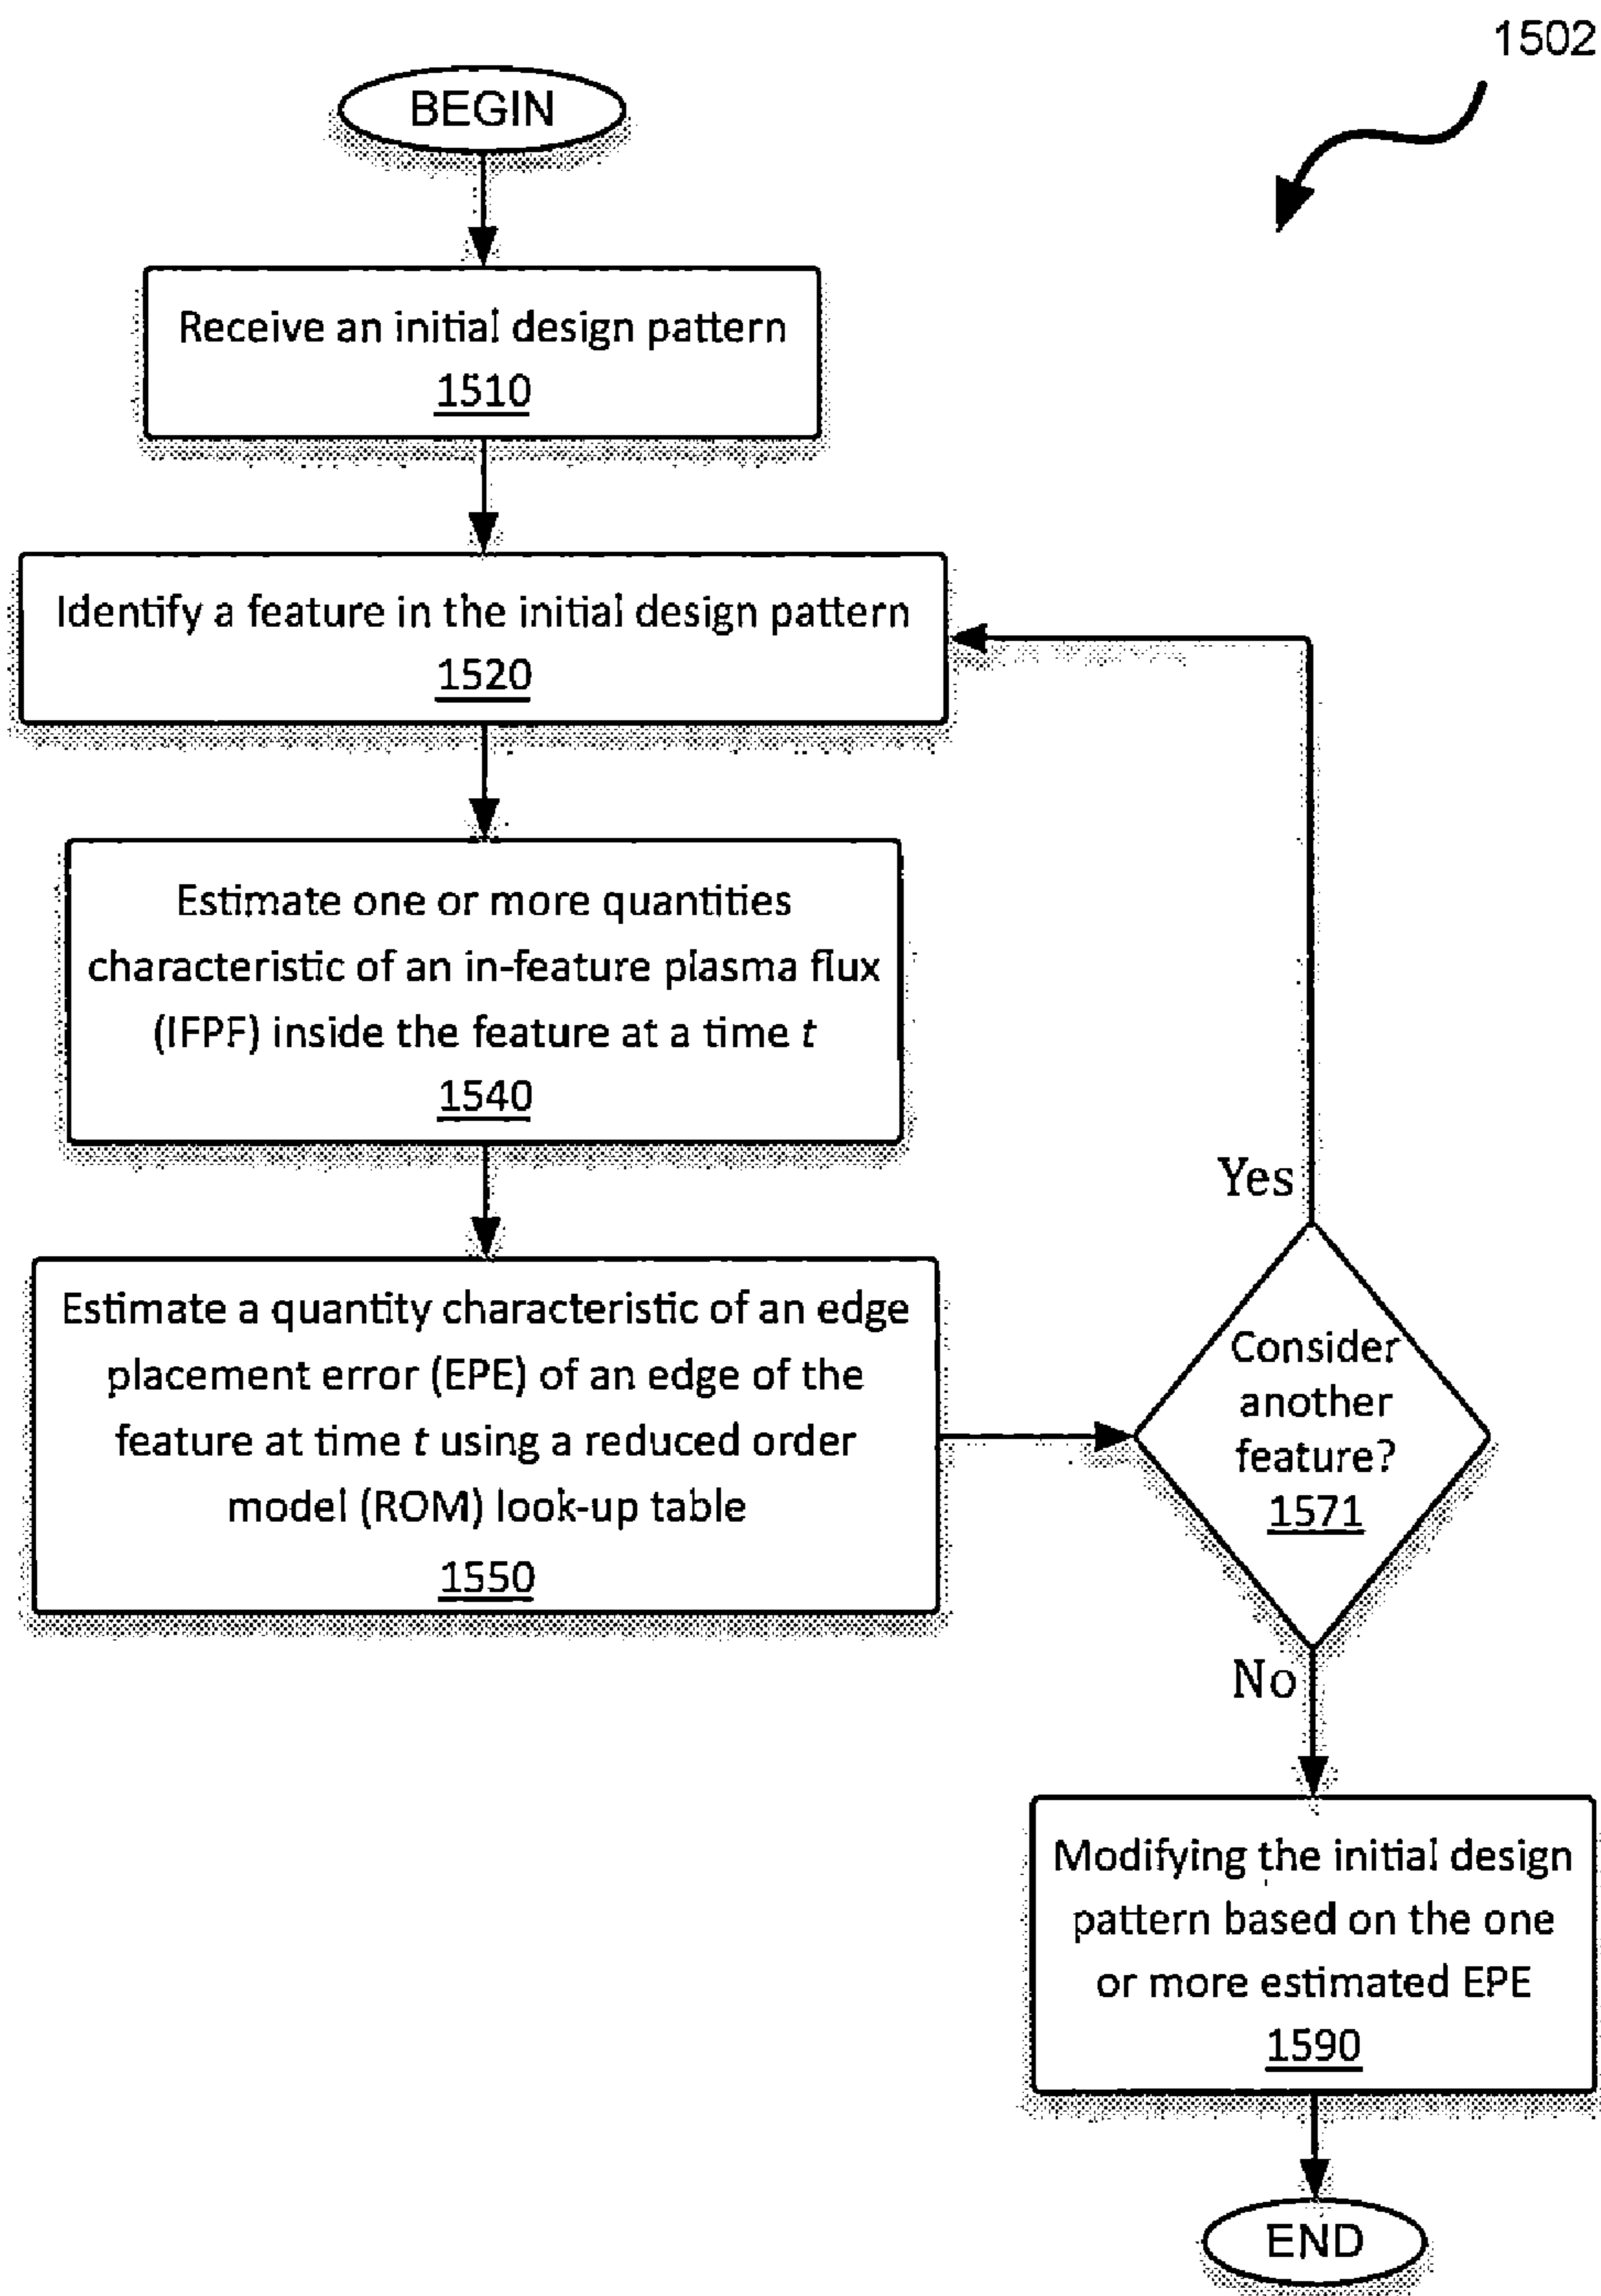 1502
BEGIN
Receive an initial design pattern
1510
Identify a feature in the initial design pattern
1520
Estimate one or more quantities
characteristic of an in-feature plasma flux
(IFPF) inside the feature at a time t
1540
Estimate a quantity characteristic of an edge
placement error (EPE) of an edge of the
feature at time t using a reduced order
model (ROM) look-up table
1550
Yes
Consider
another
feature?
1571
No
Modifying the initial design
pattern based on the one
or more estimated EPE
1590
END